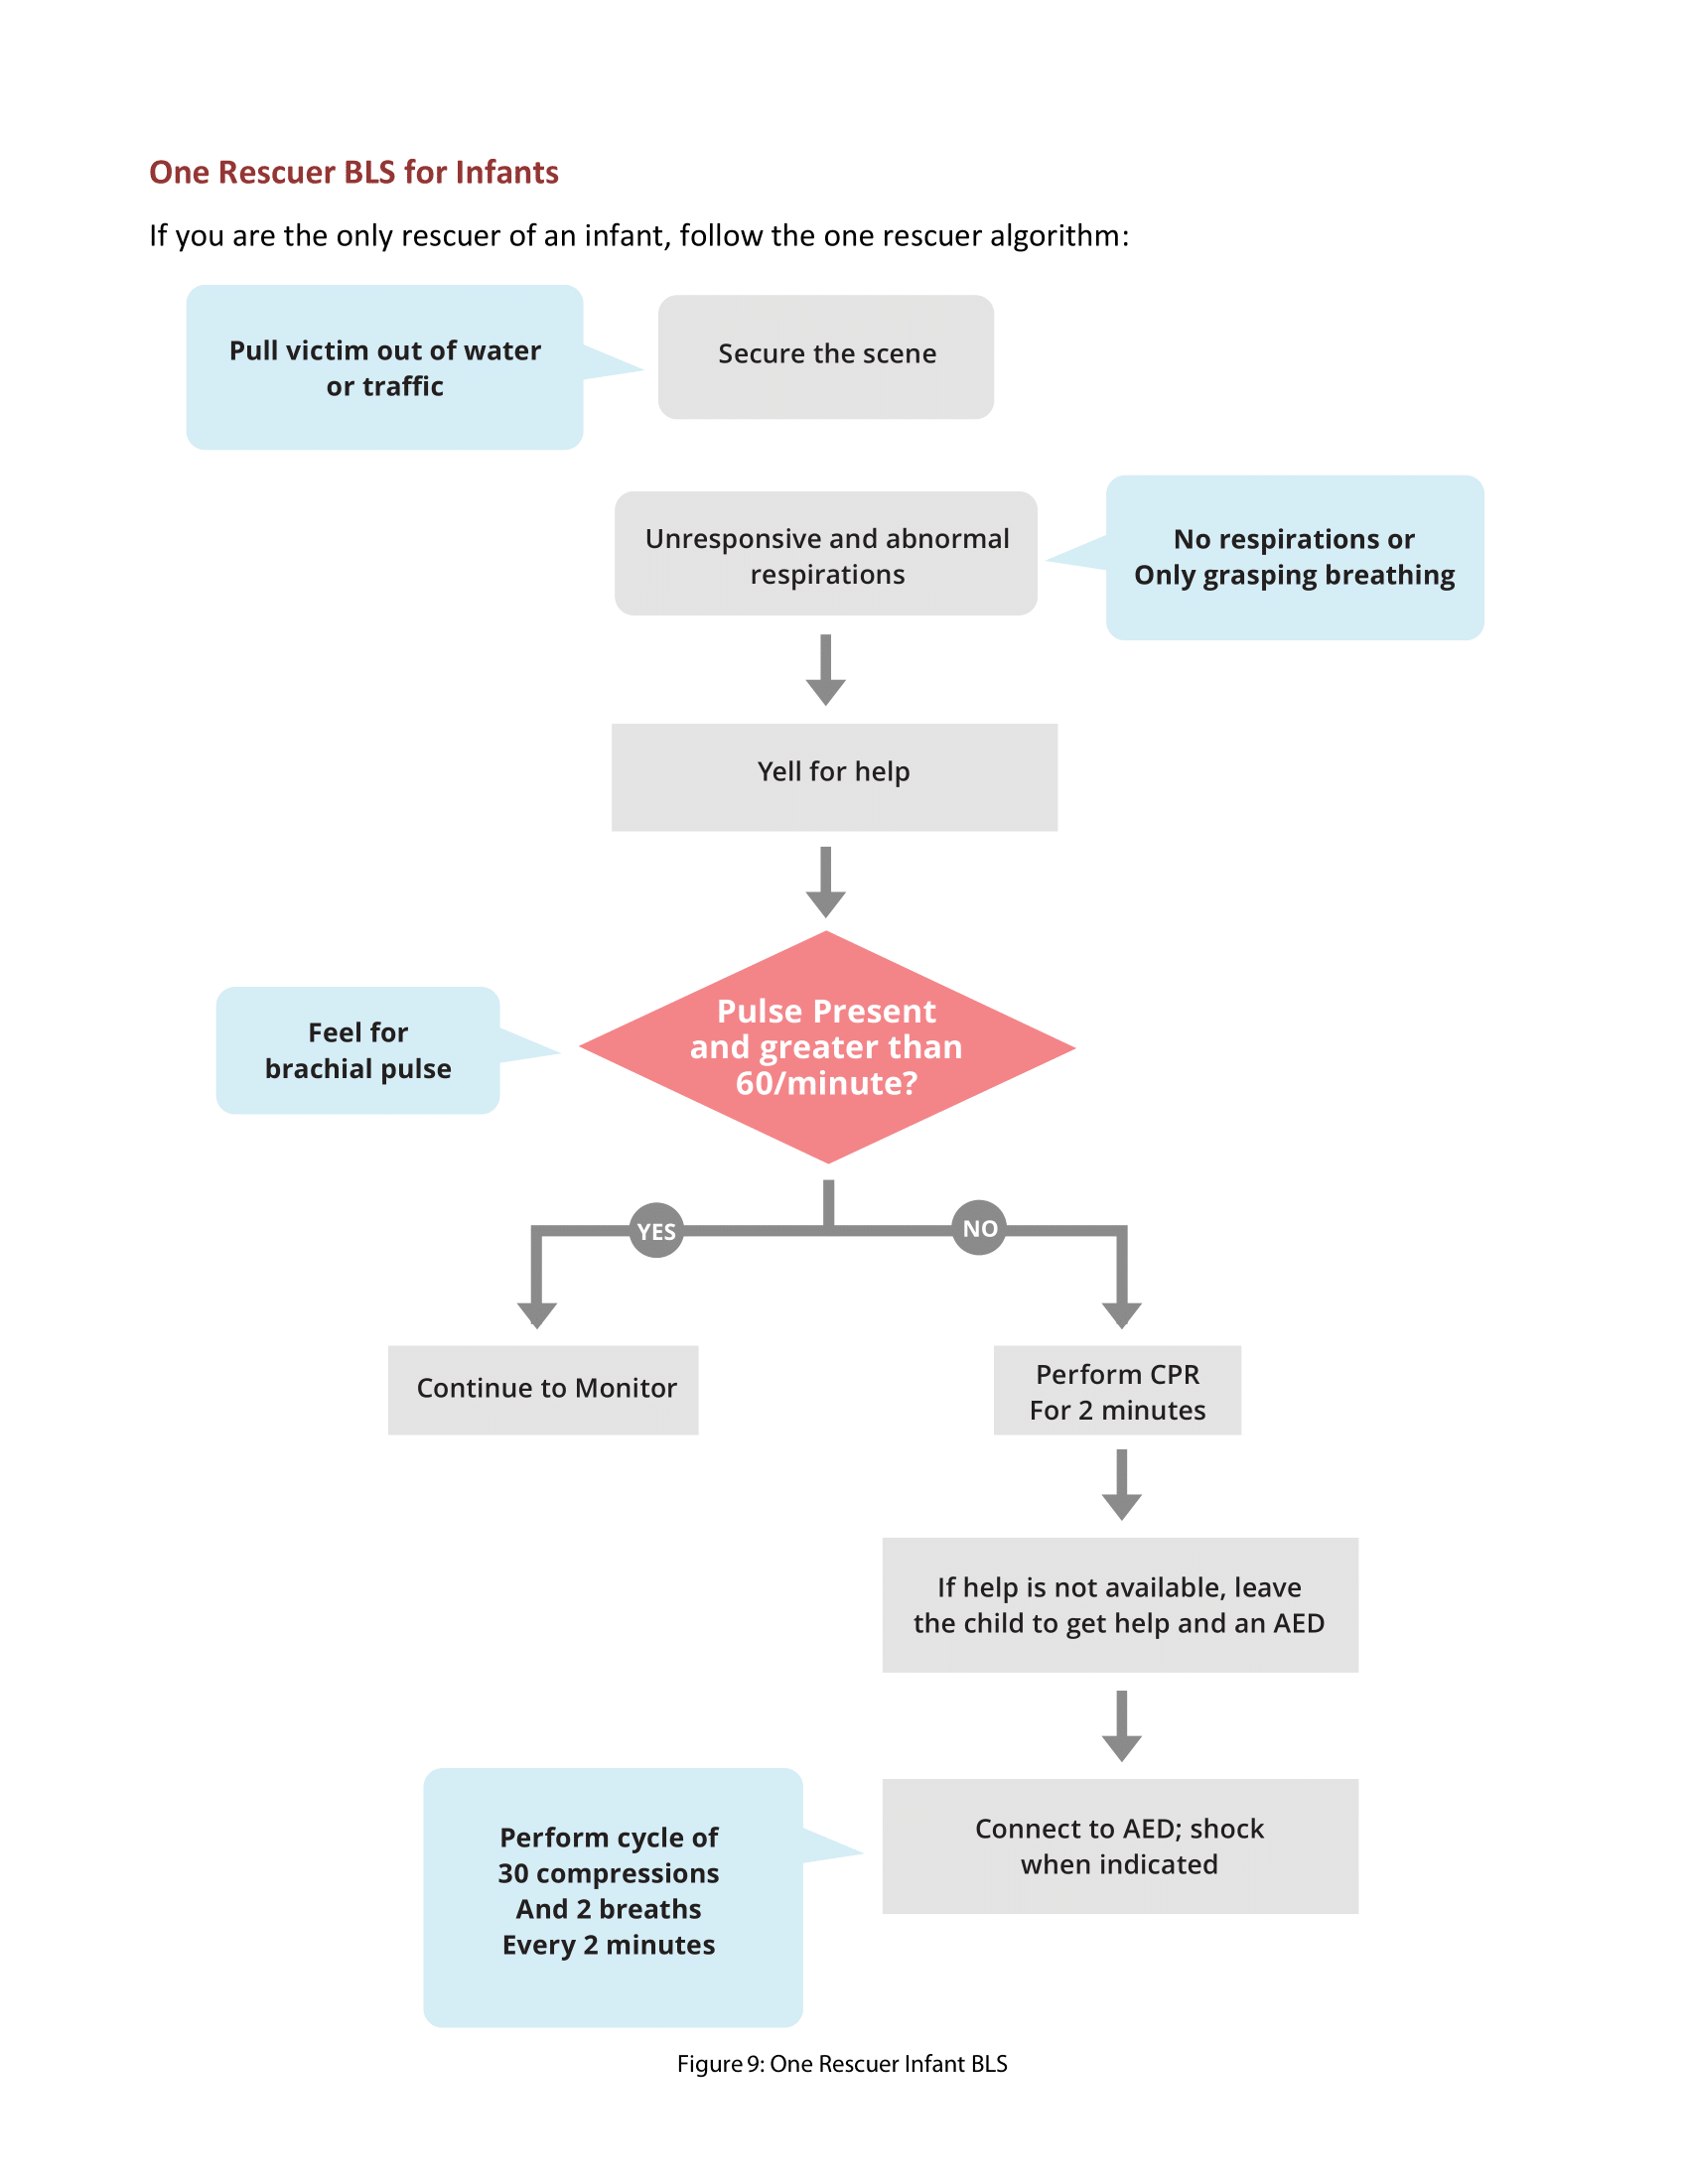 One Rescuer BLS for Infants
If you are the only rescuer of an infant, follow the one rescuer algorithm:
Pull victim out of water
or traffic
Secure the scene
Unresponsive and abnormal
respirations
No respirations or
Only grasping breathing
Yell for help
Feel for
brachial pulse
Pulse Present
and greater than
60/minute?
YES
NO
Continue to Monitor
Perform CPR
For 2 minutes
If help is not available, leave
the child to get help and an AED
Perform cycle of
30 compressions
And 2 breaths
Every 2 minutes
Connect to AED; shock
when indicated
Figure 9: One Rescuer Infant BLS